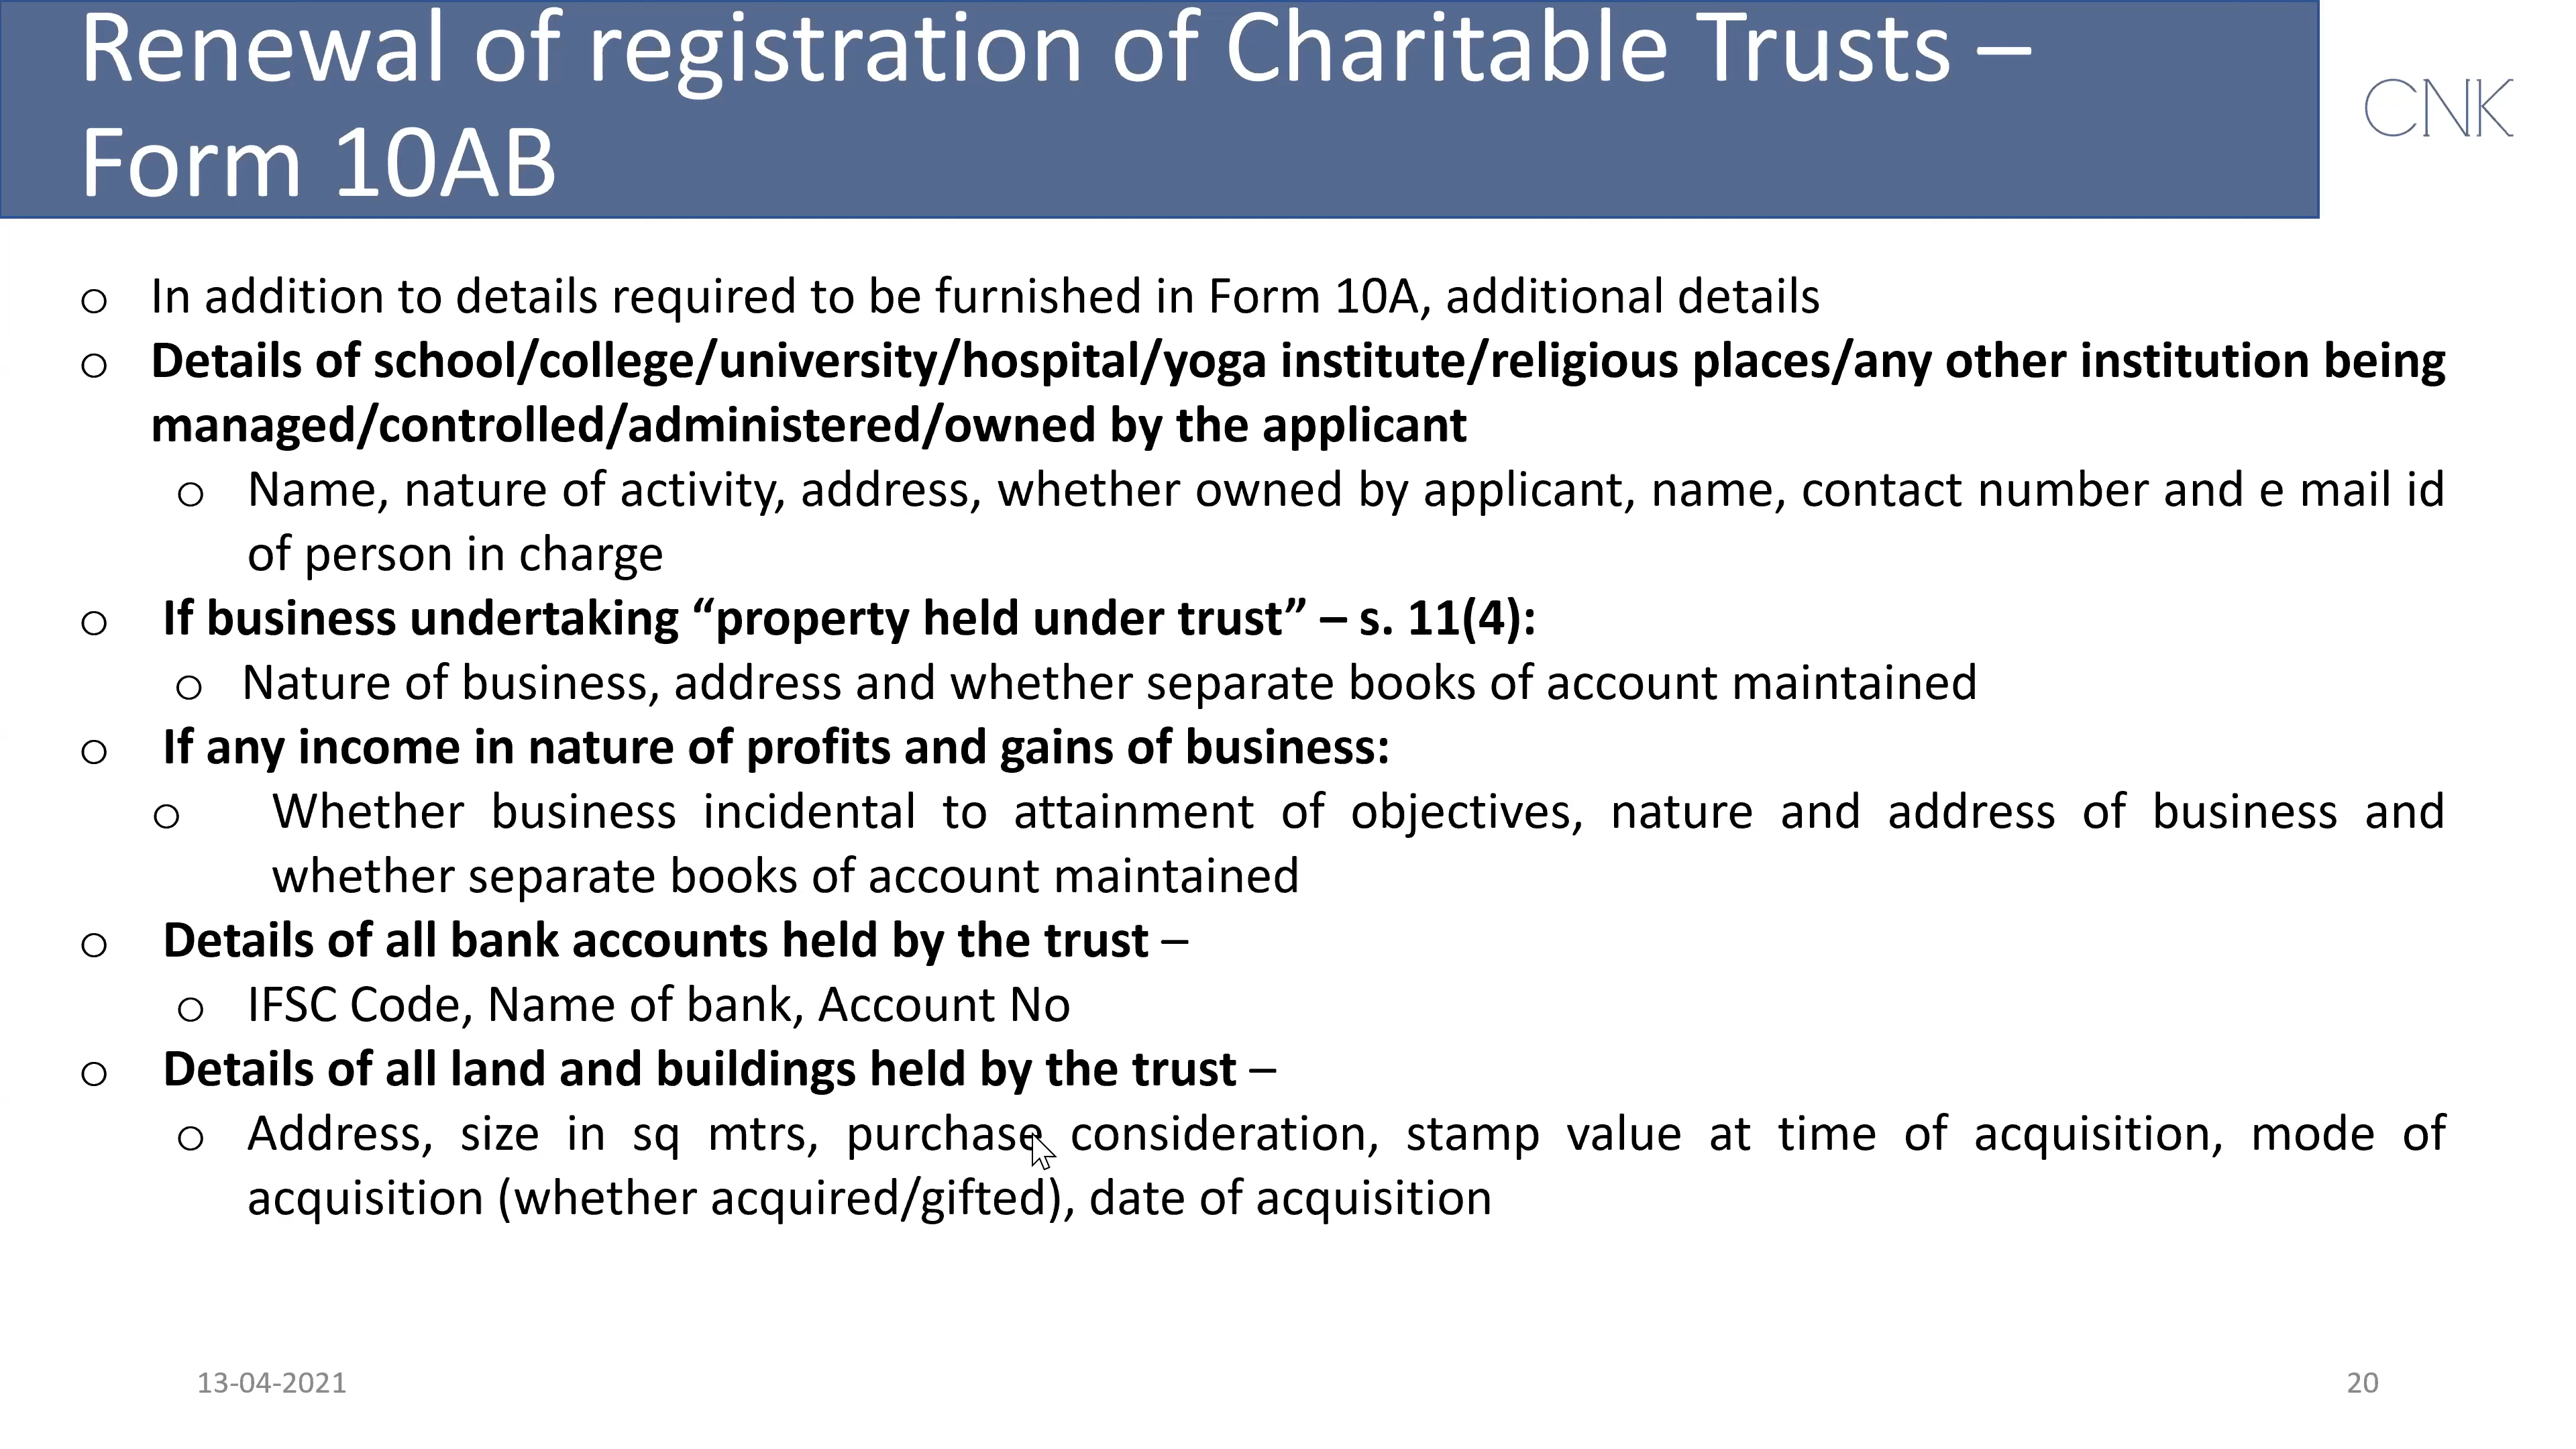 Renewal of registration of Charitable Trusts –
Form 10AB
CNK
o In addition to details required to be furnished in Form 10A, additional details
o Details of school/college/university/hospital/yoga institute/religious places/any other institution being
managed/controlled/administered/owned by the applicant
o Name, nature of activity, address, whether owned by applicant, name, contact number and e mail id
of person in charge
o If business undertaking “property held under trust” – s. 11(4):
o Nature of business, address and whether separate books of account maintained
o If any income in nature of profits and gains of business:
o Whether business incidental to attainment of objectives, nature and address of business and
whether separate books of account maintained
o Details of all bank accounts held by the trust –
o IFSC Code, Name of bank, Account No
o Details of all land and buildings held by the trust –
o Address, size in sq mtrs, purchase consideration, stamp value at time of acquisition, mode of
acquisition (whether acquired/gifted), date of acquisition
13-04-2021
20